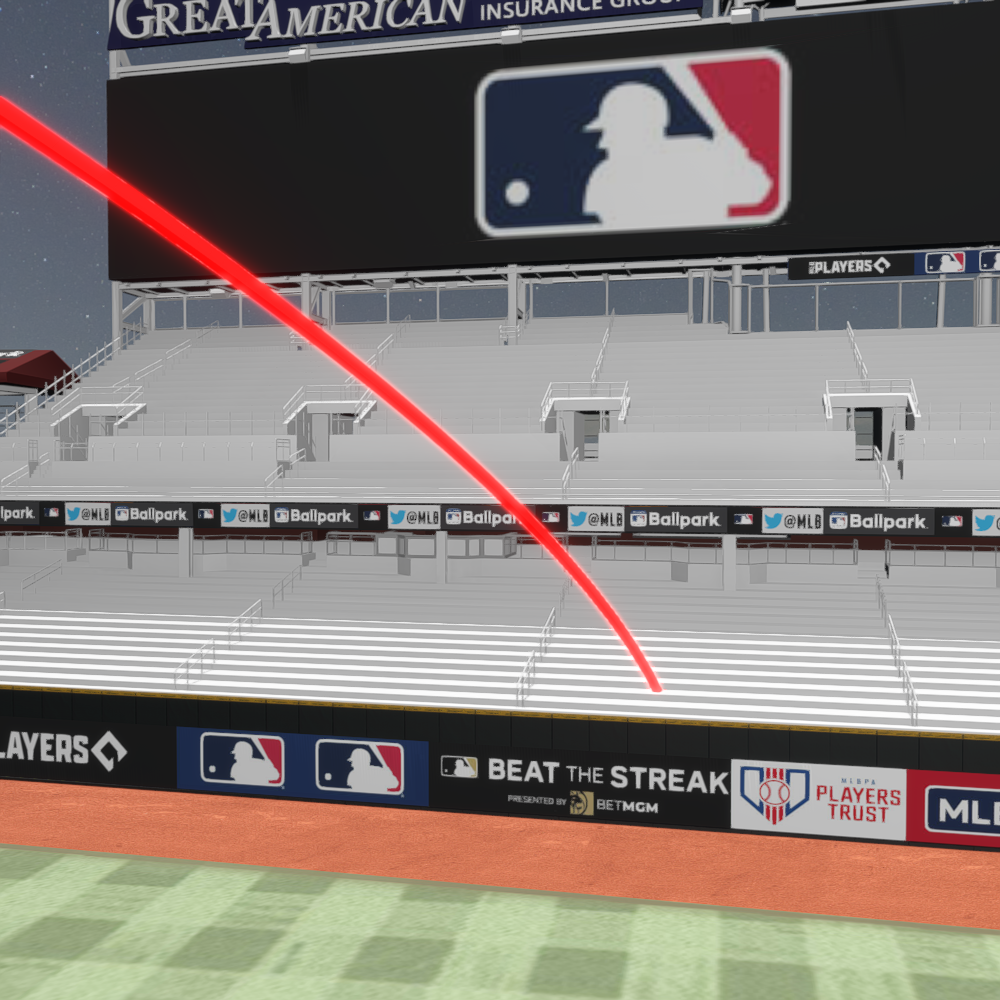 GREAT AMERICAN INSURANCE GROUP
PLAYERS
@MLB
Ballpark.
@MLB
Ballpark.
@MLB
Ballpark.
@MLB
Ballpark.
@MLB
Ballpark.
PLAYERS
BEAT THE STREAK
PRESENTED BY BETMGM
MLBPA
PLAYERS
TRUST
MLB